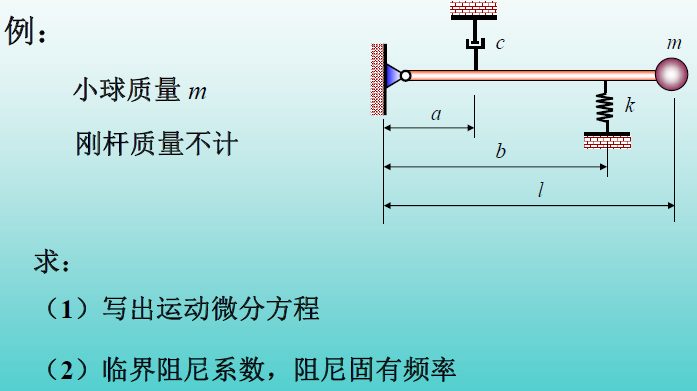 例：
c
m
小球质量 m
k
刚杆质量不计
a
b
l
求：
（1）写出运动微分方程
（2）临界阻尼系数，阻尼固有频率